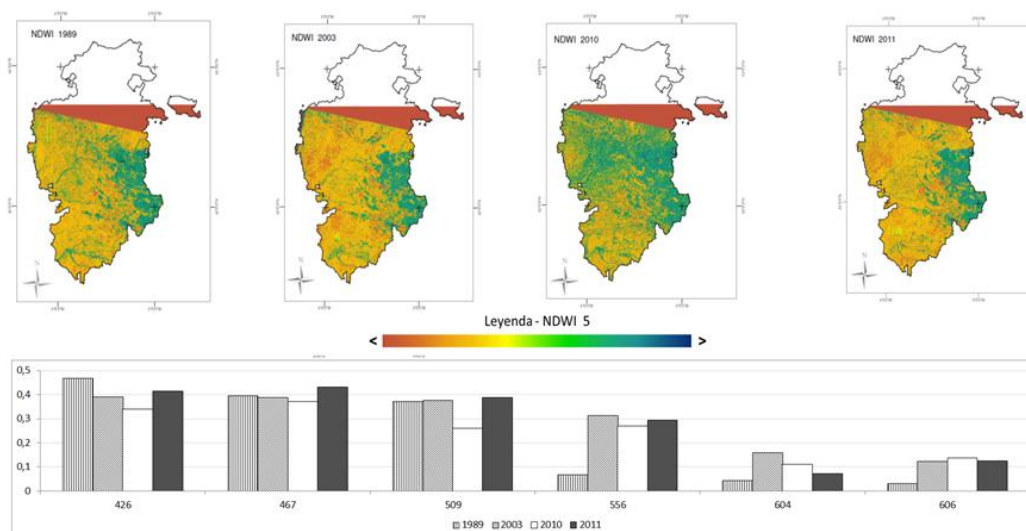 NDWI 1989
NDWI 2003
NDWI 2010
NDWI 2011
N
N
N
N
Leyenda - NDWI 5
< >
0,5
0,4
0,3
0,2
0,1
0
426 467 509 556 604 606
1989 2003 2010 2011